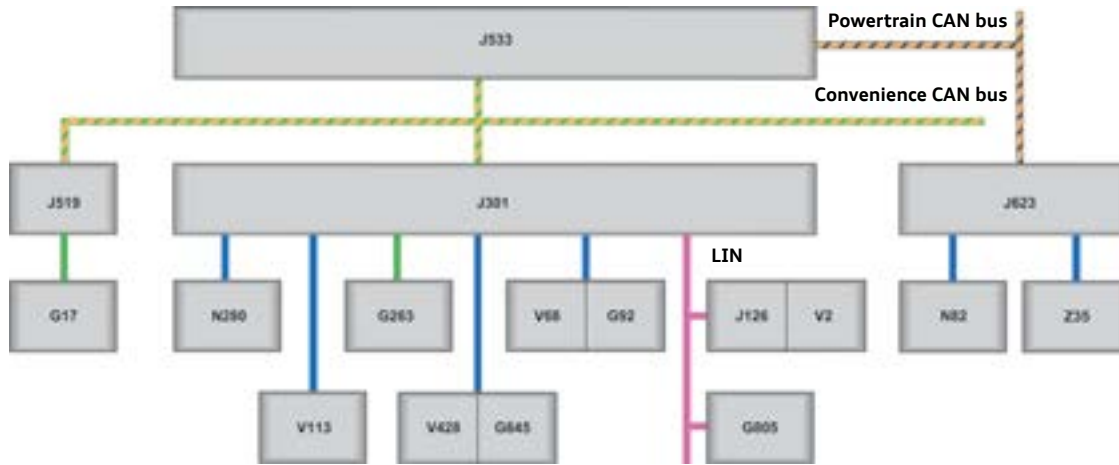 J533
Powertrain CAN bus
Convenience CAN bus
J519
J301
J623
LIN
G17
N280
G263
V68
G92
J126
V2
N82
Z35
V113
V428
G645
G805